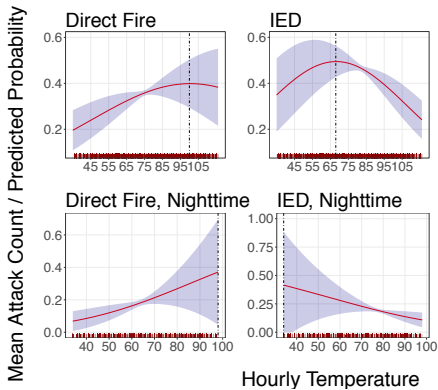 Mean Attack Count / Predicted Probability
Direct Fire
0.6
0.4
0.2
45 55 65 75 85 95105
IED
0.6
0.4
0.2
45 55 65 75 85 95105
Direct Fire, Nighttime
0.6
0.4
0.2
0.0
40 50 60 70 80 90 100
IED, Nighttime
1.00
0.75
0.50
0.25
0.00
40 50 60 70 80 90 100
Hourly Temperature